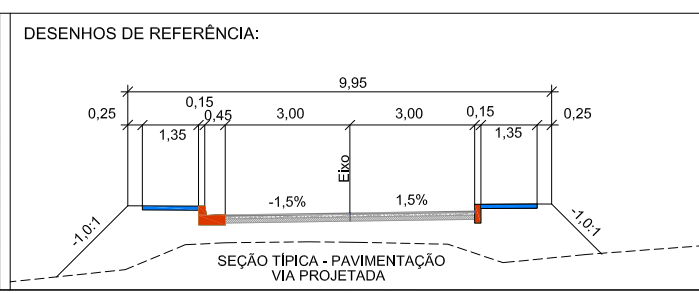 DESENHOS DE REFERÊNCIA:
9,95
0,25 0,15 0,45 3,00 3,00 0,15 0,25
1,35 1,35
Eixo
-1,5% 1,5%
-1,0:1 -1,0:1
SEÇÃO TÍPICA - PAVIMENTAÇÃO
VIA PROJETADA